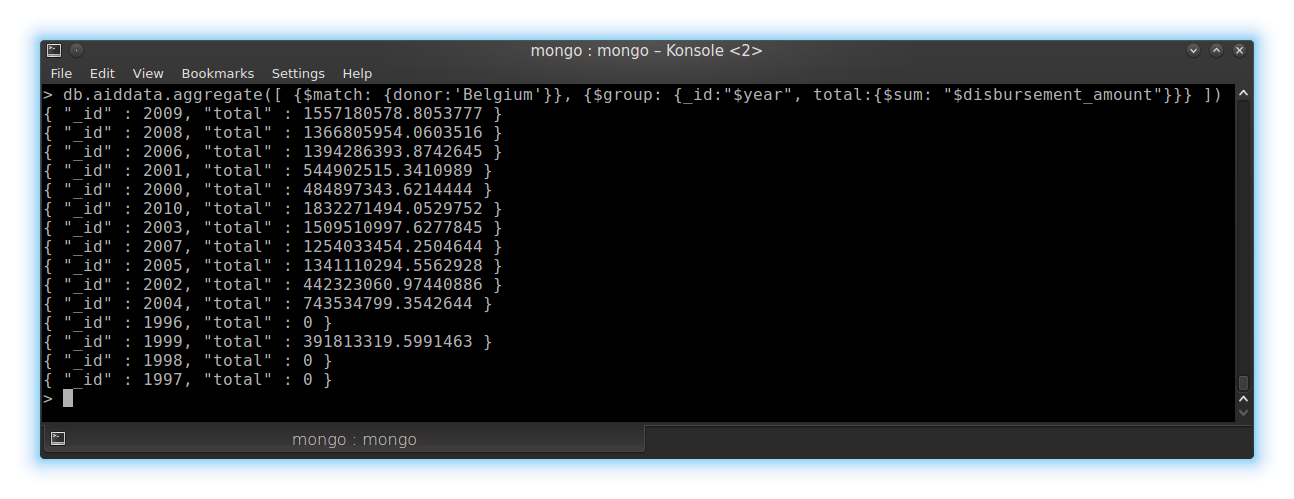 mongo : mongo – Konsole <2>
File Edit View Bookmarks Settings Help
> db.aiddata.aggregate([ {$match: {donor:'Belgium'}}, {$group: {_id:"$year", total:{$sum: "$disbursement_amount"}}} ])
{ "_id" : 2009, "total" : 1557180578.8053777 }
{ "_id" : 2008, "total" : 1366805954.0603516 }
{ "_id" : 2006, "total" : 1394286393.8742645 }
{ "_id" : 2001, "total" : 544902515.3410989 }
{ "_id" : 2000, "total" : 484897343.6214444 }
{ "_id" : 2010, "total" : 1832271494.0529752 }
{ "_id" : 2003, "total" : 1509510997.6277845 }
{ "_id" : 2007, "total" : 1254033454.2504644 }
{ "_id" : 2005, "total" : 1341110294.5562928 }
{ "_id" : 2002, "total" : 442323060.97440886 }
{ "_id" : 2004, "total" : 743534799.3542644 }
{ "_id" : 1996, "total" : 0 }
{ "_id" : 1999, "total" : 391813319.5991463 }
{ "_id" : 1998, "total" : 0 }
{ "_id" : 1997, "total" : 0 }
>
mongo : mongo